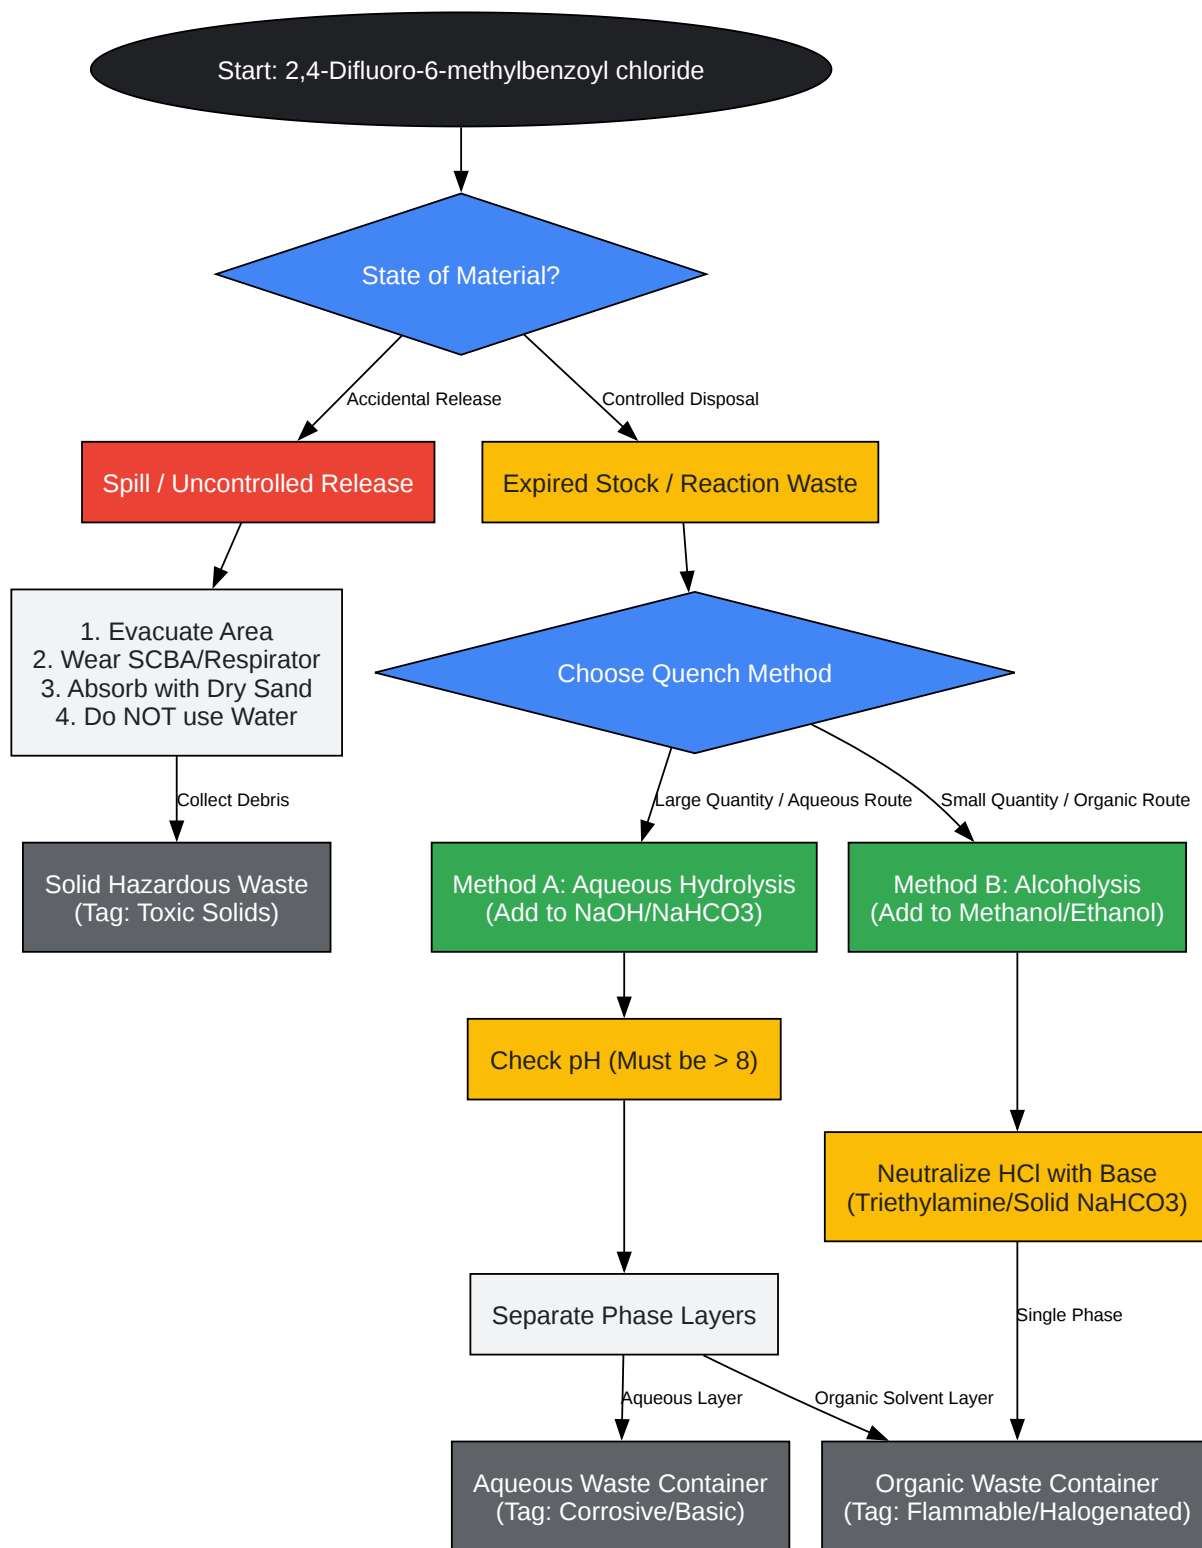 Start: 2,4-Difluoro-6-methylbenzoyl chloride
State of Material?
Accidental Release
Controlled Disposal
Spill / Uncontrolled Release
Expired Stock / Reaction Waste
1. Evacuate Area
2. Wear SCBA/Respirator
3. Absorb with Dry Sand
4. Do NOT use Water
Choose Quench Method
Collect Debris
Large Quantity / Aqueous Route
Small Quantity / Organic Route
Solid Hazardous Waste
(Tag: Toxic Solids)
Method A: Aqueous Hydrolysis
(Add to NaOH/NaHCO3)
Method B: Alcoholysis
(Add to Methanol/Ethanol)
Check pH (Must be > 8)
Neutralize HCl with Base
(Triethylamine/Solid NaHCO3)
Separate Phase Layers
Single Phase
Aqueous Layer
Organic Solvent Layer
Aqueous Waste Container
(Tag: Corrosive/Basic)
Organic Waste Container
(Tag: Flammable/Halogenated)